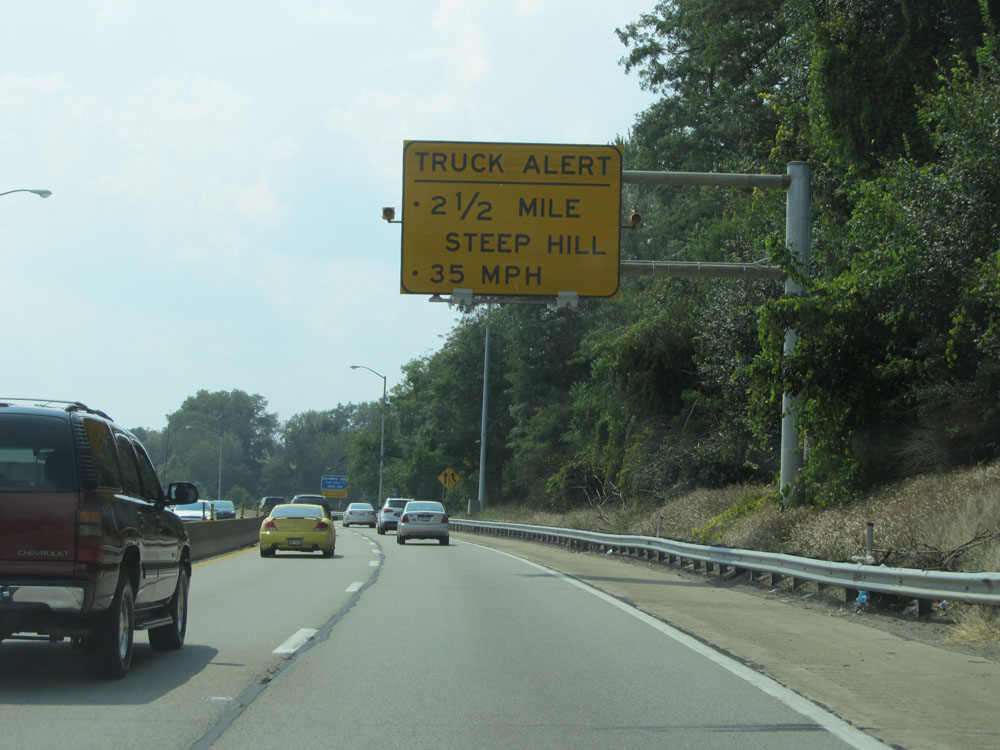 TRUCK ALERT
• 2 1/2 MILE
STEEP HILL
• 35 MPH
CHEVROLET